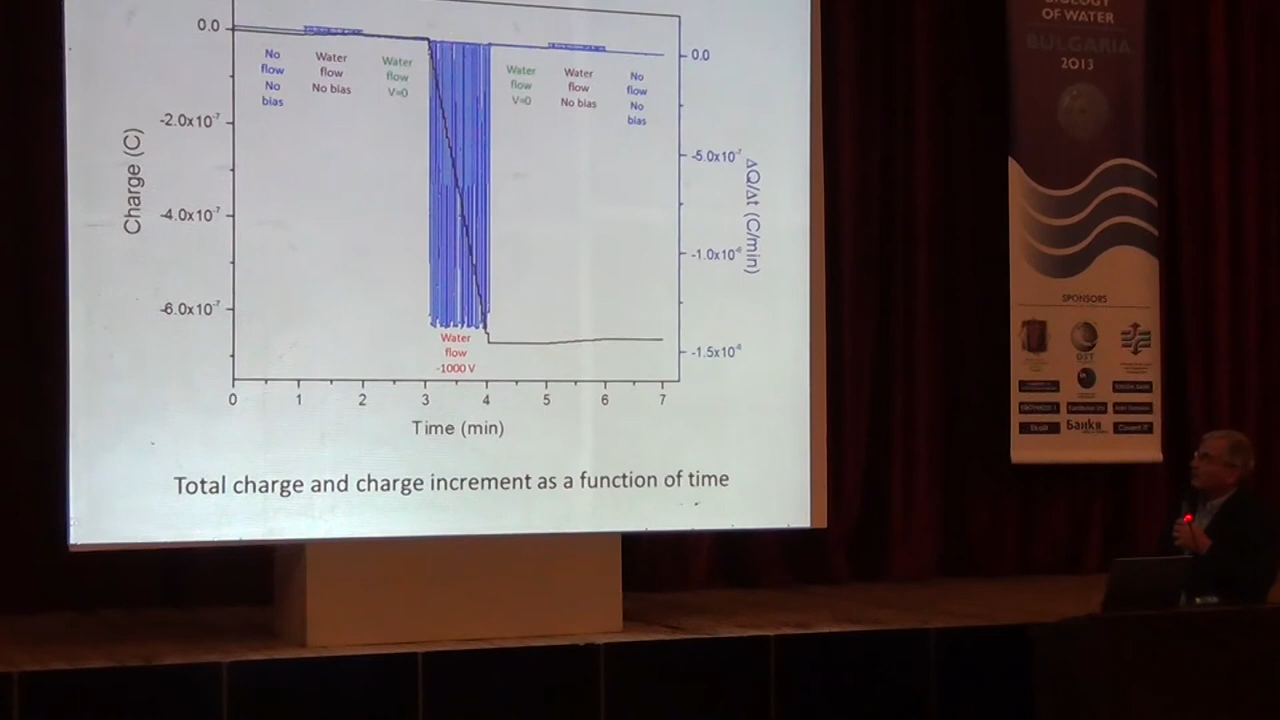 0.0
-2.0x10⁻⁷
-4.0x10⁻⁷
-6.0x10⁻⁷
Charge (C)
No
flow
No
bias
Water
flow
No bias
Water
flow
V=0
Water
flow
-1000 V
Water
flow
V=0
Water
flow
No bias
No
flow
No
bias
0.0
-5.0x10⁻⁷
-1.0x10⁻⁶
-1.5x10⁻⁶
ΔQ/Δt (C/min)
0 1 2 3 4 5 6 7
Time (min)
Total charge and charge increment as a function of time
BIOLOGY
OF WATER
BULGARIA
2013
SPONSORS
DST
Банкя